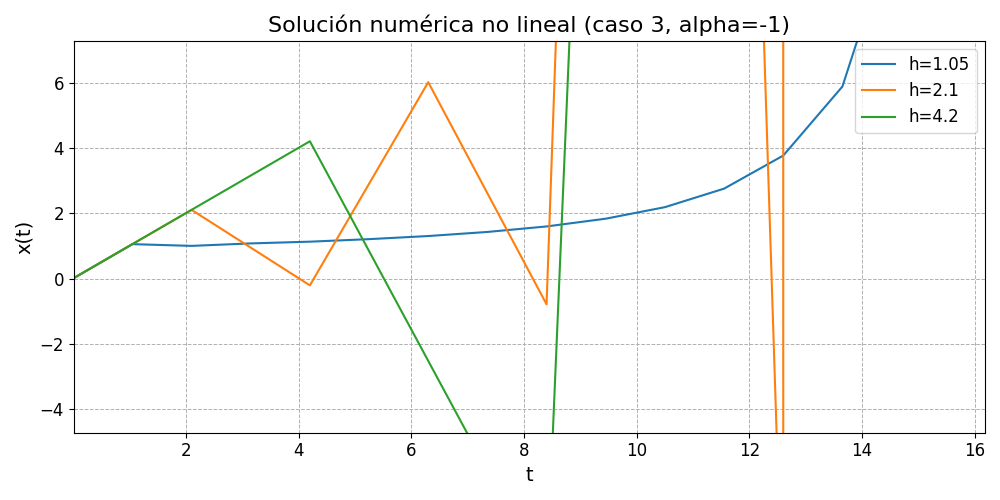 Solución numérica no lineal (caso 3, alpha=-1)
h=1.05
h=2.1
h=4.2
x(t)
6
4
2
0
−2
−4
2 4 6 8 10 12 14 16
t